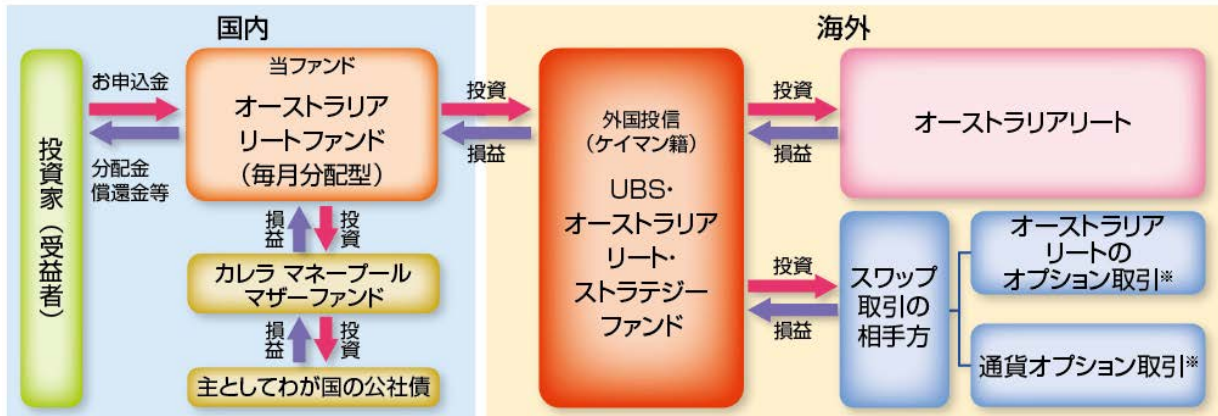 国内
海外
投資家（受益者）
お申込金
分配金
償還金等
当ファンド
オーストラリア
リートファンド
（毎月分配型）
損益
投資
カレラ マネープール
マザーファンド
損益
投資
主としてわが国の公社債
投資
損益
外国投信
（ケイマン籍）
UBS・
オーストラリア
リート・
ストラテジー
ファンド
投資
損益
オーストラリアリート
投資
損益
スワップ
取引の
相手方
オーストラリア
リートの
オプション取引※
通貨オプション取引※